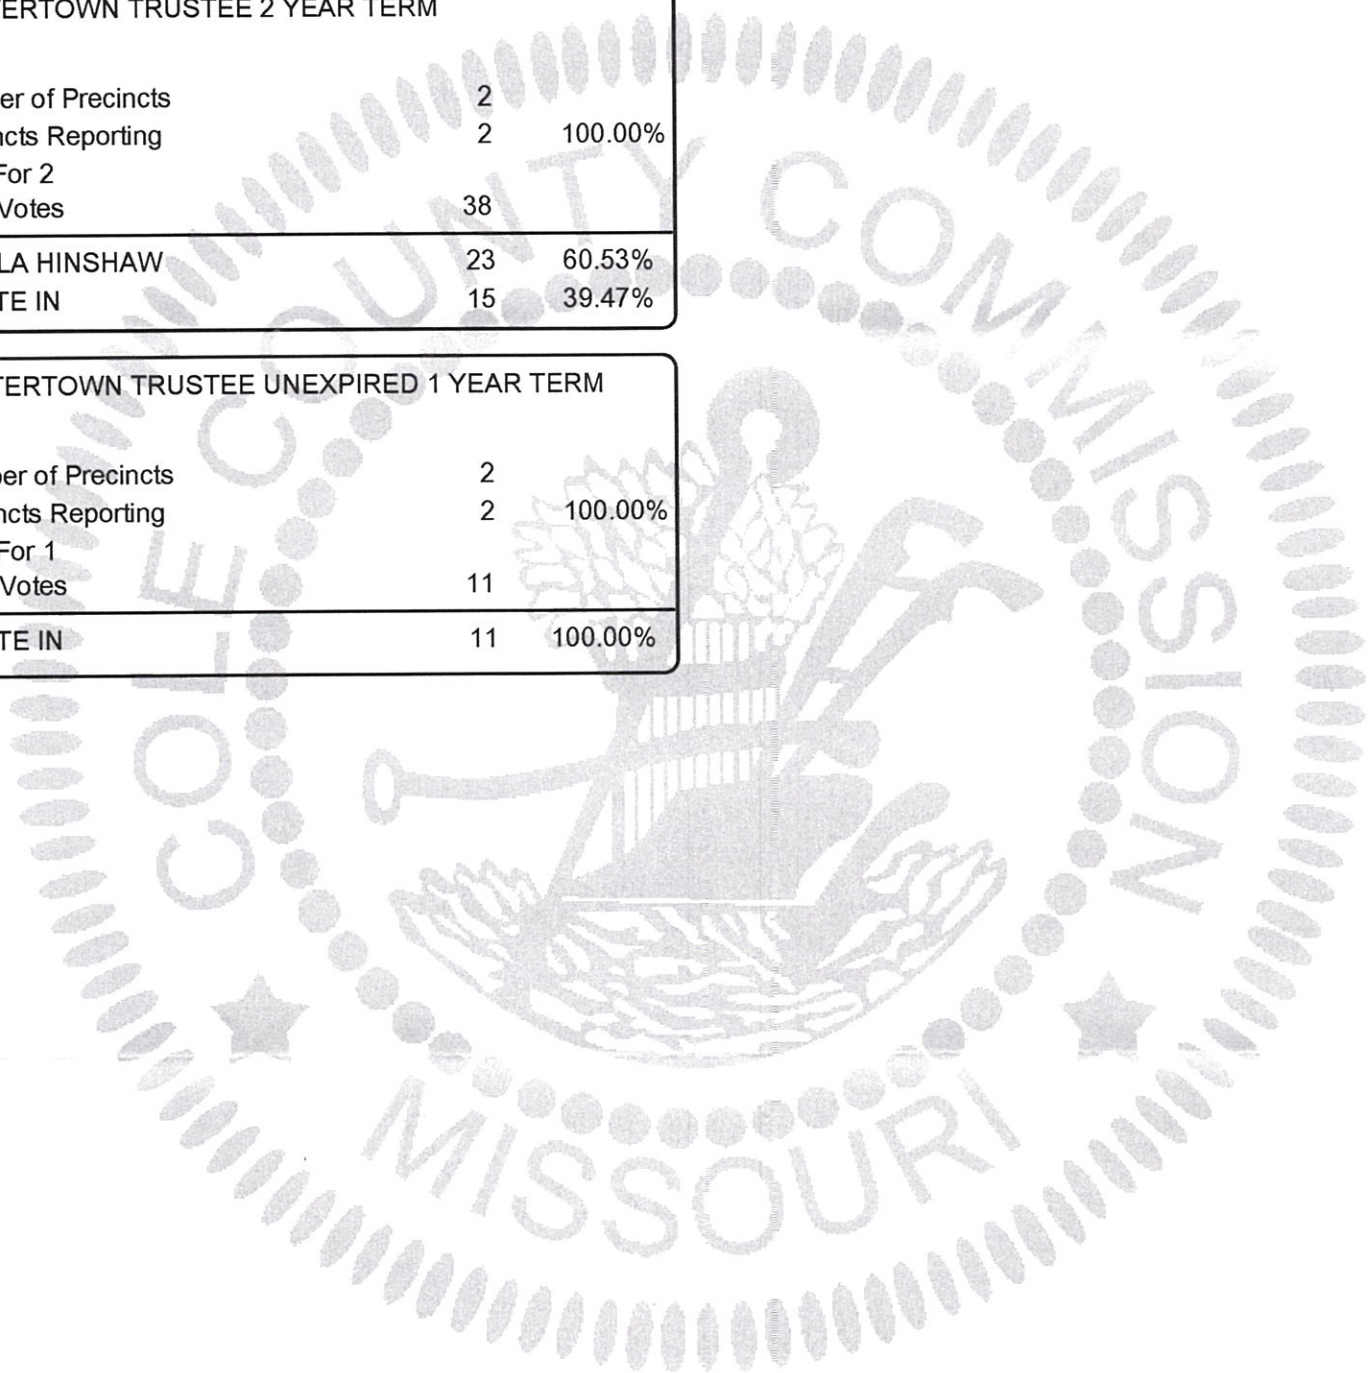 ERTOWN TRUSTEE 2 YEAR TERM
er of Precincts 2
ncts Reporting 2 100.00%
For 2
Votes 38
LA HINSHAW 23 60.53%
TE IN 15 39.47%
TERTOWN TRUSTEE UNEXPIRED 1 YEAR TERM
ber of Precincts 2
ncts Reporting 2 100.00%
For 1
Votes 11
TE IN 11 100.00%
COLE COUNTY COMMISSION
MISSOURI